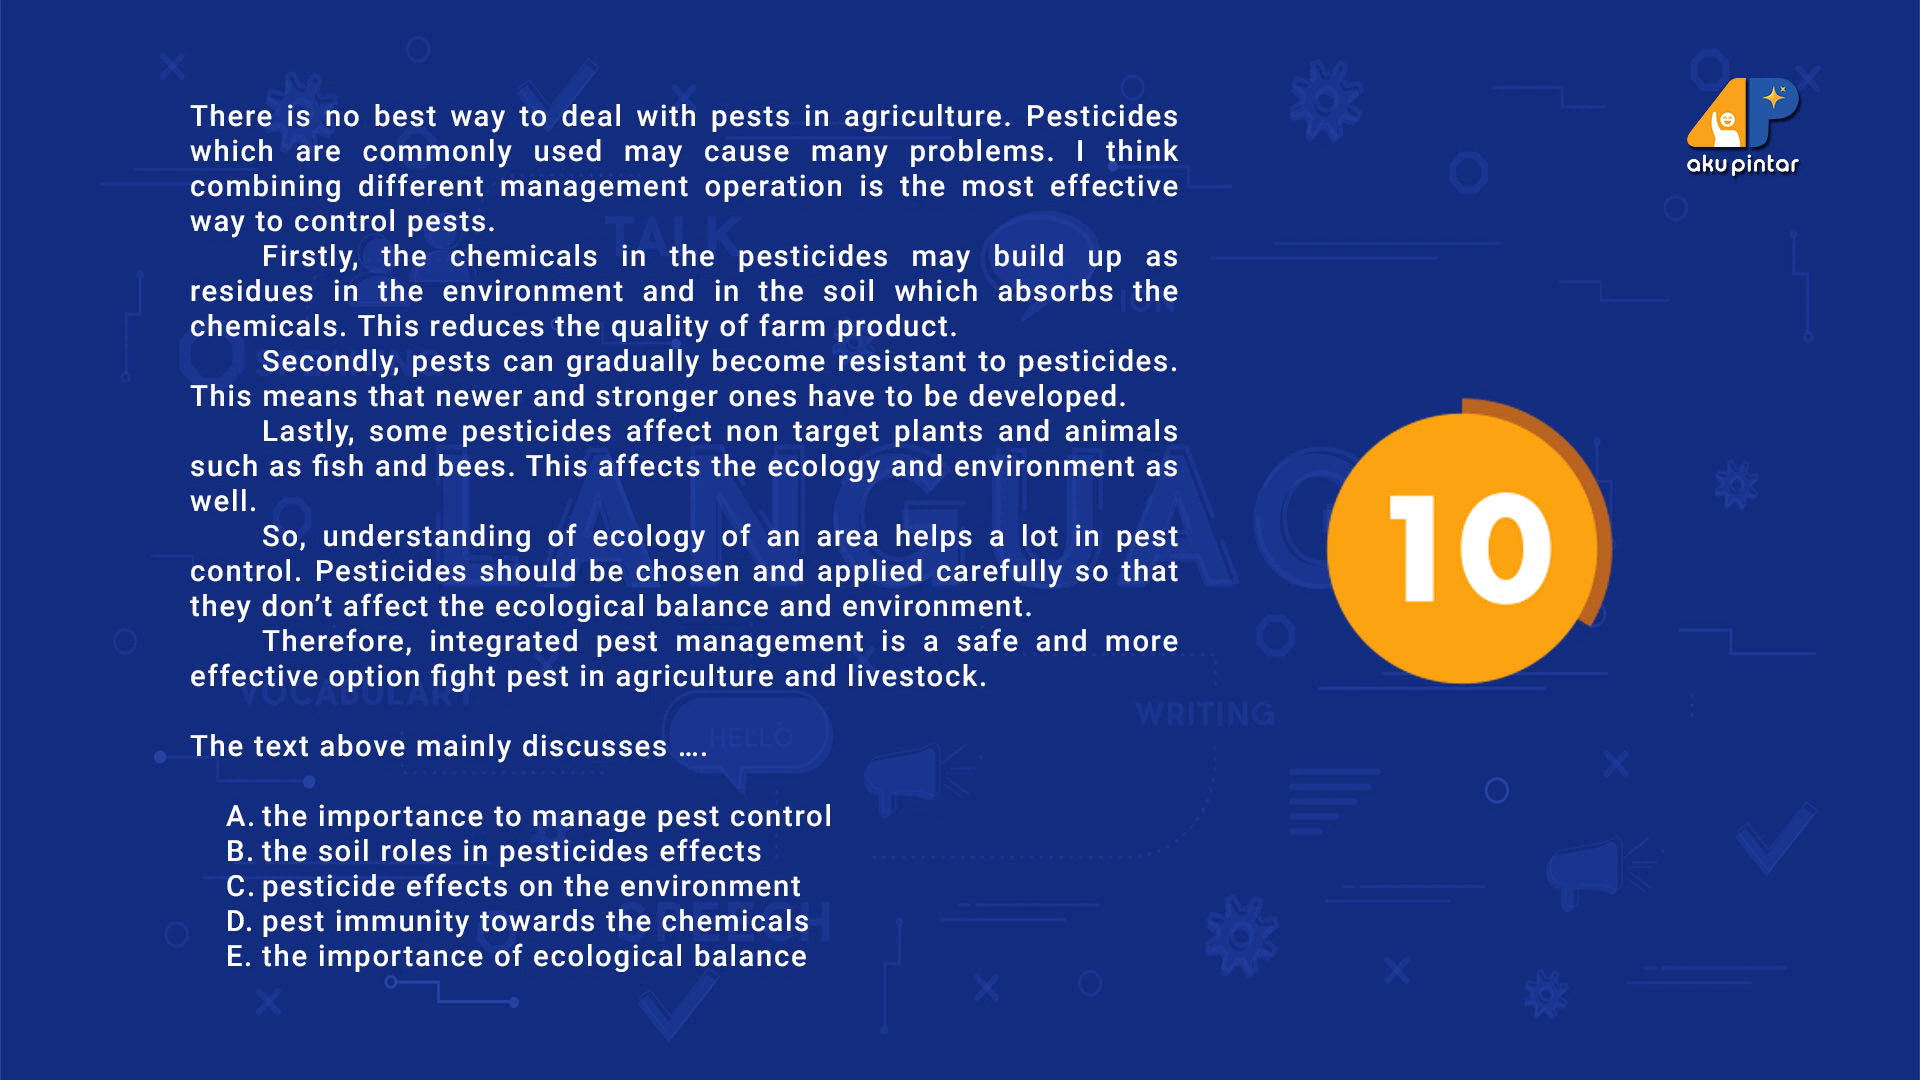 There is no best way to deal with pests in agriculture. Pesticides
which are commonly used may cause many problems. I think
combining different management operation is the most effective
way to control pests.
Firstly, the chemicals in the pesticides may build up as
residues in the environment and in the soil which absorbs the
chemicals. This reduces the quality of farm product.
Secondly, pests can gradually become resistant to pesticides.
This means that newer and stronger ones have to be developed.
Lastly, some pesticides affect non target plants and animals
such as fish and bees. This affects the ecology and environment as
well.
So, understanding of ecology of an area helps a lot in pest
control. Pesticides should be chosen and applied carefully so that
they don’t affect the ecological balance and environment.
Therefore, integrated pest management is a safe and more
effective option fight pest in agriculture and livestock.
The text above mainly discusses ....
A. the importance to manage pest control
B. the soil roles in pesticides effects
C. pesticide effects on the environment
D. pest immunity towards the chemicals
E. the importance of ecological balance
aku pintar
10
TALK
VOCABULARY
HELLO
WRITING
SPEECH